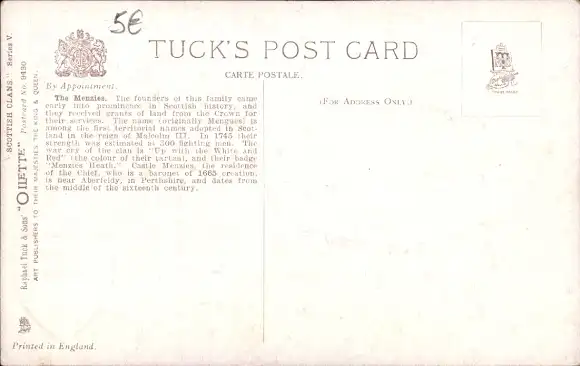 5€
TUCK'S POST CARD
CARTE POSTALE.
By Appointment.
(FOR ADDRESS ONLY.)
The Menzies. The founders of this family came
early into prominence in Scottish history, and
they received grants of land from the Crown for
their services. The name (originally Mengues) is
among the first territorial names adopted in Scot-
land in the reign of Malcolm III. In 1745 their
strength was estimated at 300 fighting men. The
war cry of the clan is "Up with the White and
Red" (the colour of their tartan), and their badge
"Menzies Heath." Castle Menzies, the residence
of the Chief, who is a baronet of 1665 creation,
is near Aberfeldy, in Perthshire, and dates from
the middle of the sixteenth century.
SCOTTISH CLANS." Series V.
Raphael Tuck & Sons' "OILETTE" Postcard No. 9430
ART PUBLISHERS TO THEIR MAJESTIES THE KING & QUEEN.
Printed in England.